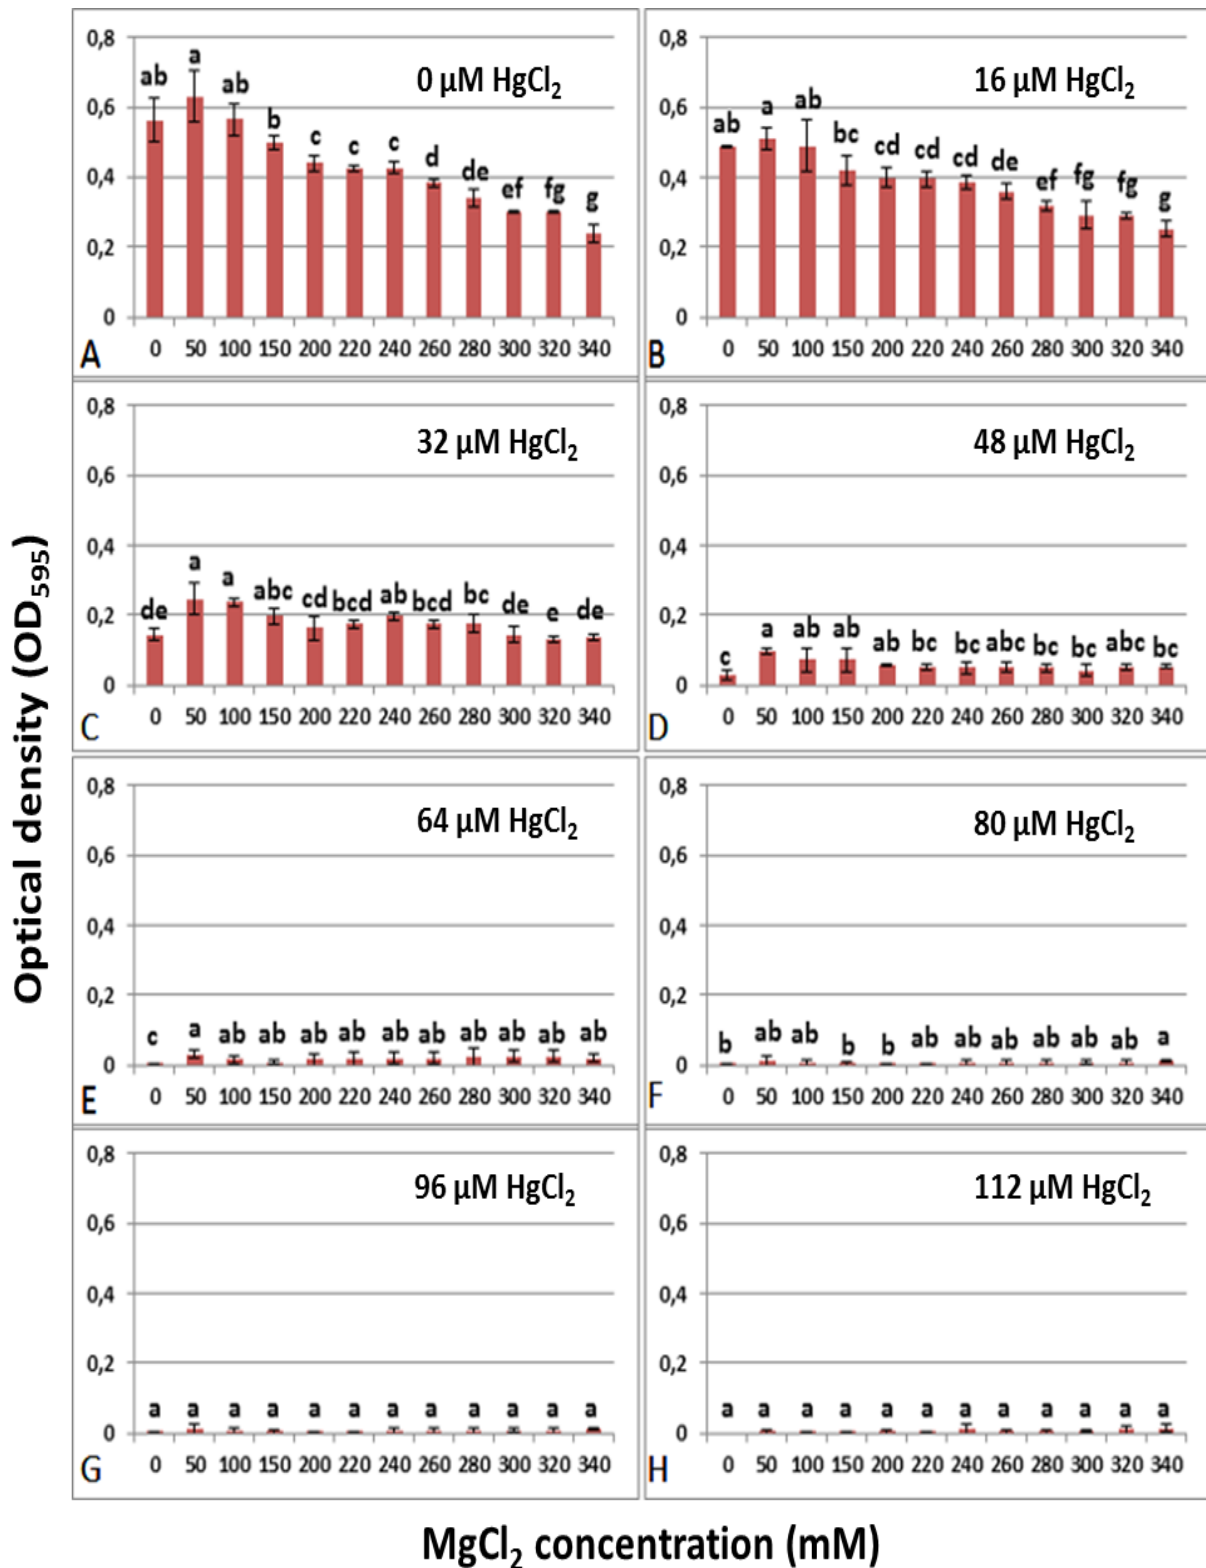 Optical density (OD₅₉₅)
0 µM HgCl₂
0,8
0,6
0,4
0,2
0
ab a ab b c c c d de ef fg g
0 50 100 150 200 220 240 260 280 300 320 340
A
16 µM HgCl₂
0,8
0,6
0,4
0,2
0
ab a ab bc cd cd cd de ef fg fg g
0 50 100 150 200 220 240 260 280 300 320 340
B
32 µM HgCl₂
0,8
0,6
0,4
0,2
0
de a a abc cd bcd ab bcd bc de e de
0 50 100 150 200 220 240 260 280 300 320 340
C
48 µM HgCl₂
0,8
0,6
0,4
0,2
0
c a ab ab ab bc bc abc bc bc abc bc
0 50 100 150 200 220 240 260 280 300 320 340
D
64 µM HgCl₂
0,8
0,6
0,4
0,2
0
c a ab ab ab ab ab ab ab ab ab ab
0 50 100 150 200 220 240 260 280 300 320 340
E
80 µM HgCl₂
0,8
0,6
0,4
0,2
0
b ab ab b b ab ab ab ab ab ab a
0 50 100 150 200 220 240 260 280 300 320 340
F
96 µM HgCl₂
0,8
0,6
0,4
0,2
0
a a a a a a a a a a a a
0 50 100 150 200 220 240 260 280 300 320 340
G
112 µM HgCl₂
0,8
0,6
0,4
0,2
0
a a a a a a a a a a a a
0 50 100 150 200 220 240 260 280 300 320 340
H
MgCl₂ concentration (mM)